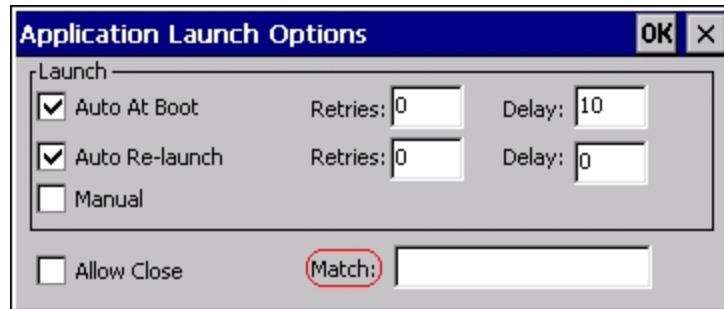 Application Launch Options OK ×
Launch
Auto At Boot Retries: 0 Delay: 10
Auto Re-launch Retries: 0 Delay: 0
Manual
Allow Close Match: